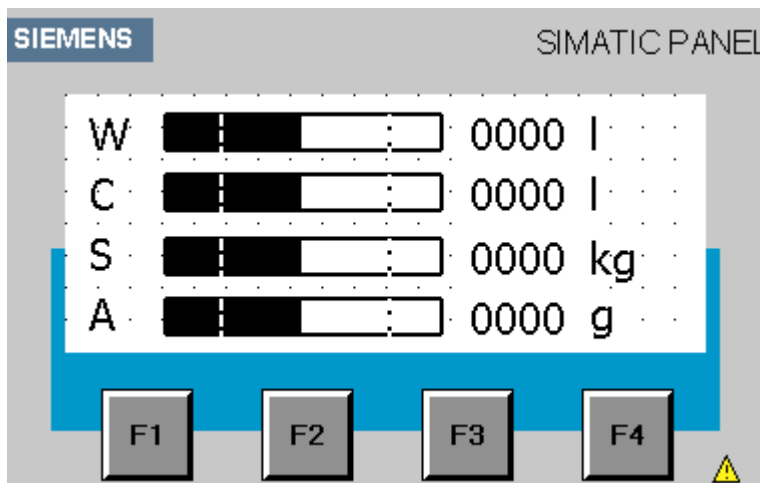 SIEMENS SIMATIC PANEL
W 0000 l
C 0000 l
S 0000 kg
A 0000 g
F1 F2 F3 F4